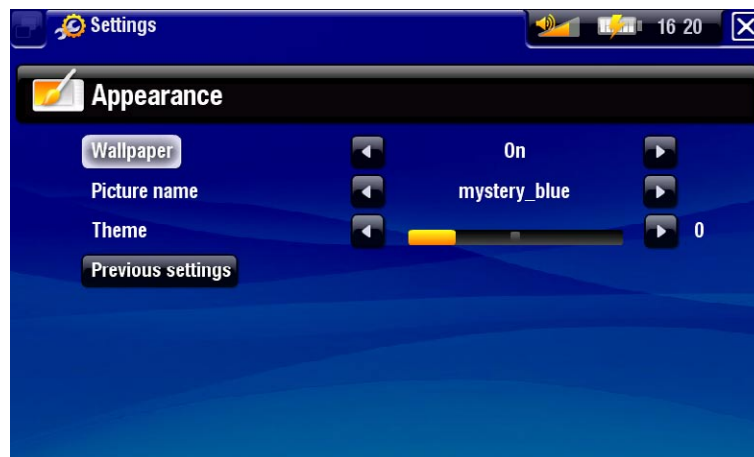 Settings 16 20
Appearance
Wallpaper On
Picture name mystery_blue
Theme 0
Previous settings